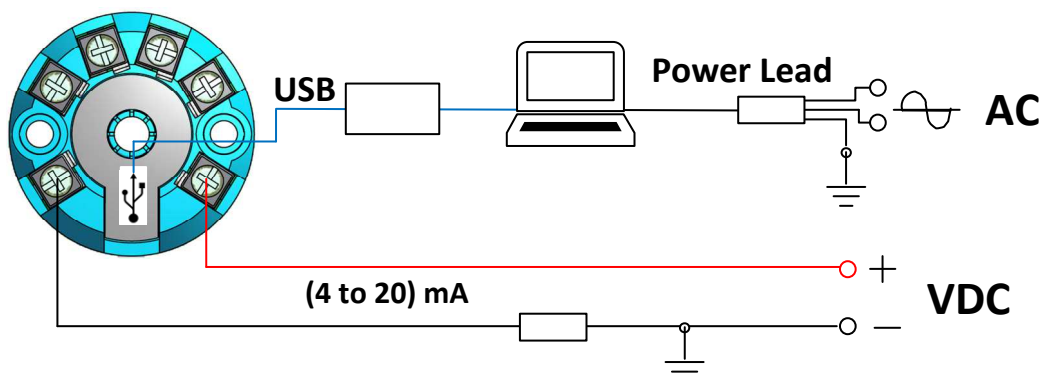 USB
Power Lead
AC
(4 to 20) mA
+
VDC
–